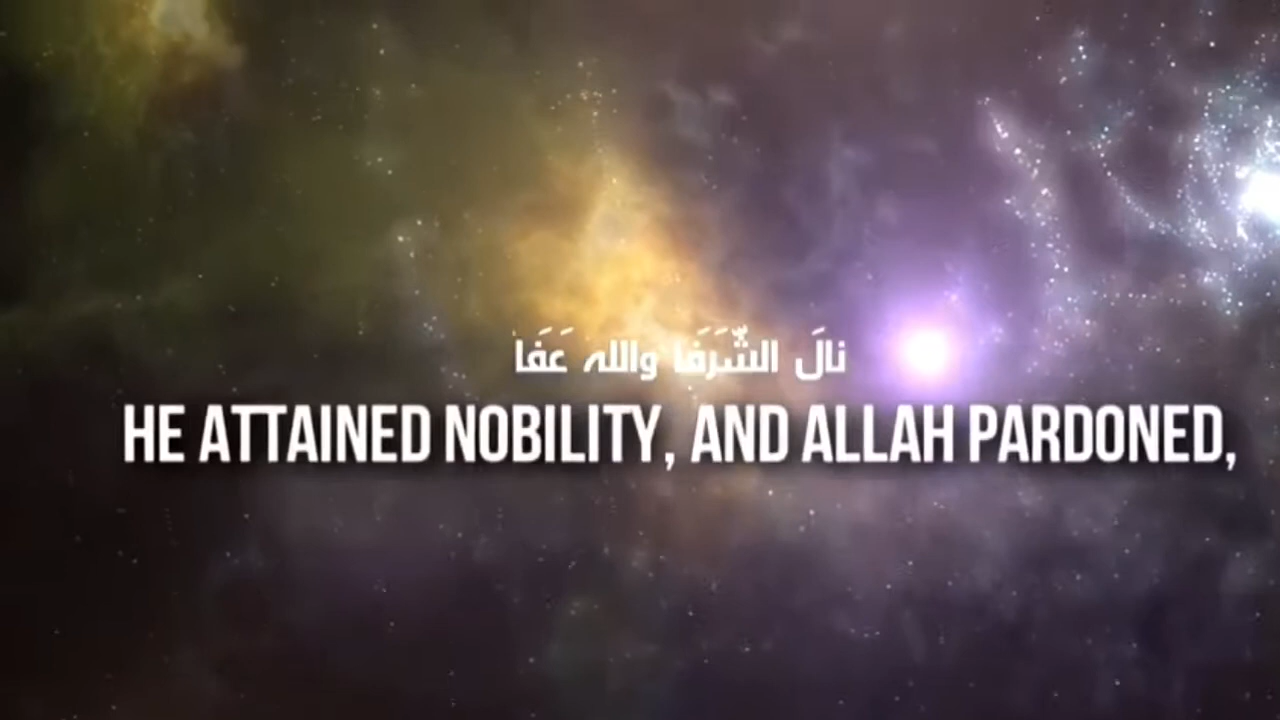 نالَ الشَّرَفَا والله عَفَا
HE ATTAINED NOBILITY, AND ALLAH PARDONED,